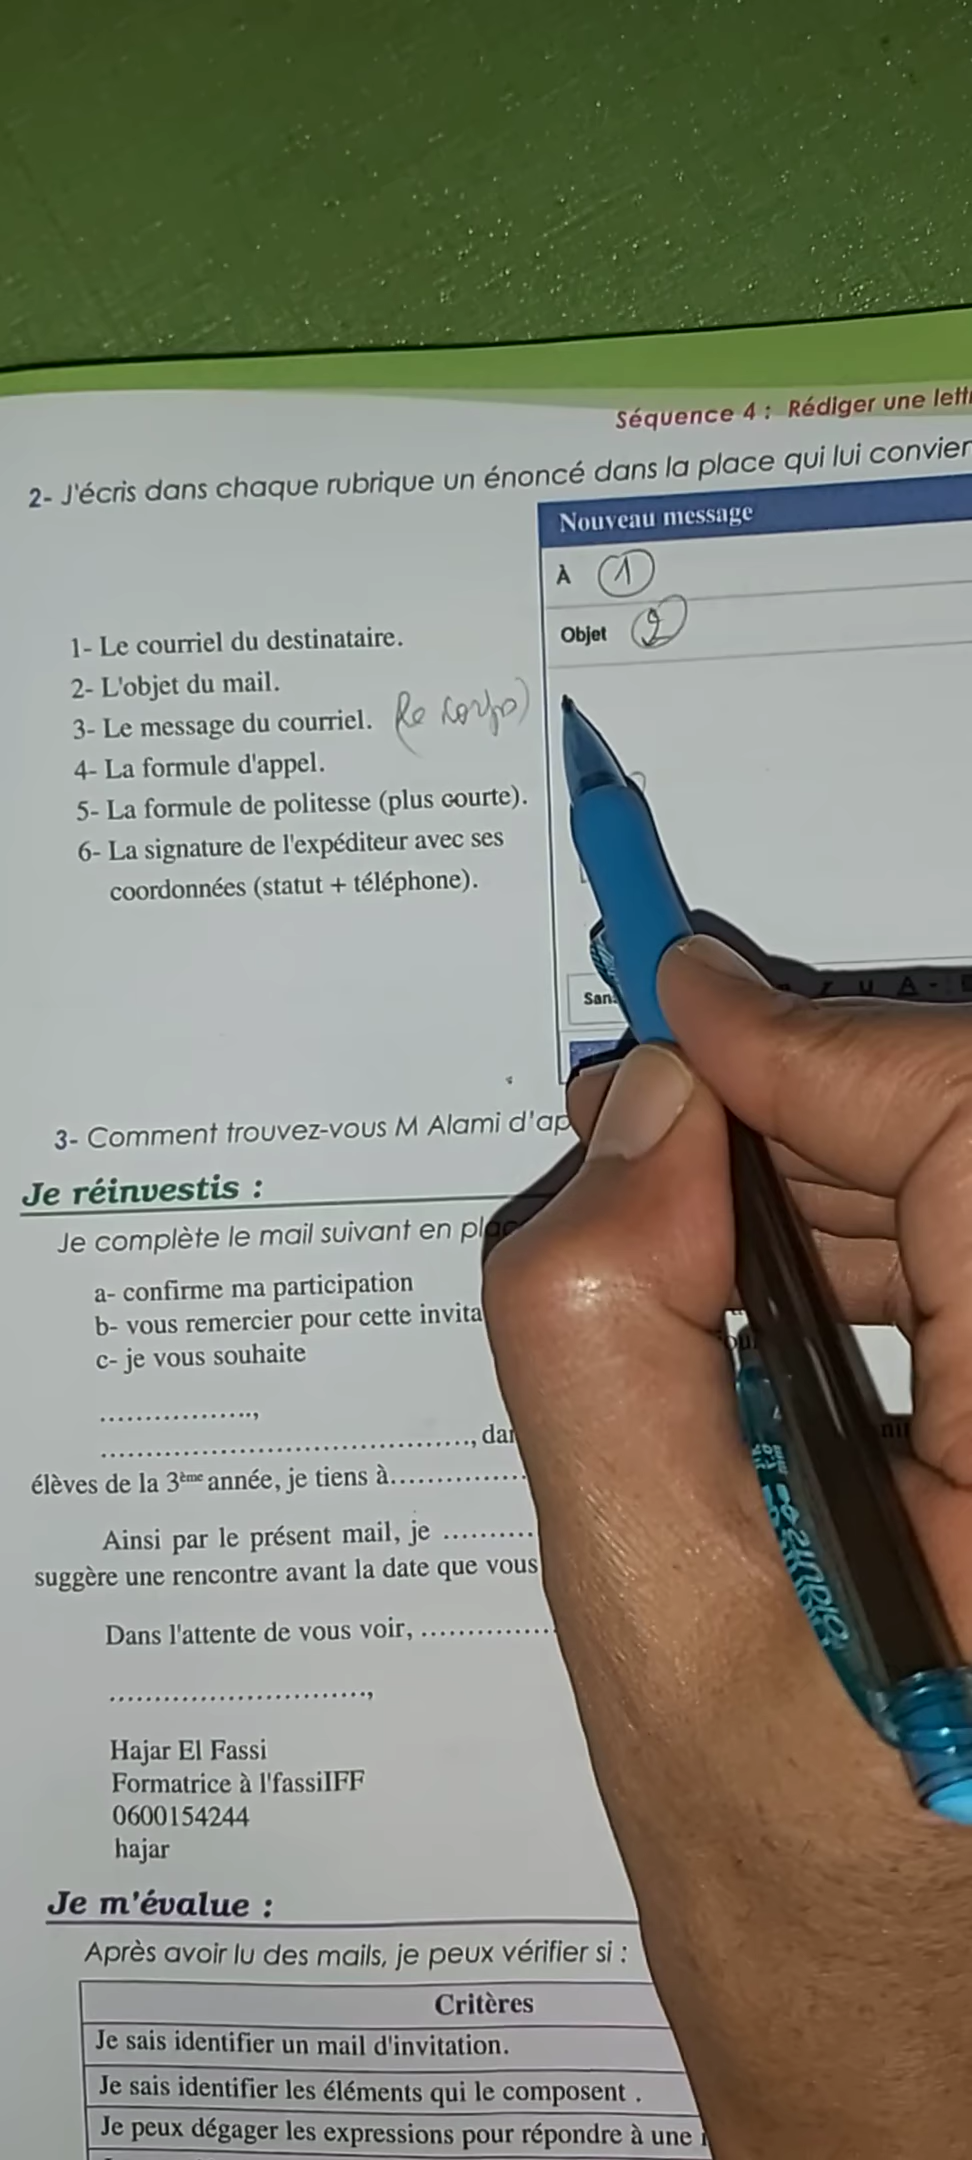 Séquence 4 : Rédiger une
2- J'écris dans chaque rubrique un énoncé dans la place qui lui
Nouveau message
À 1
Objet 2
1- Le courriel du destinataire.
2- L'objet du mail.
3- Le message du courriel. (le corps)
4- La formule d'appel.
5- La formule de politesse (plus courte).
6- La signature de l'expéditeur avec ses
coordonnées (statut + téléphone).
3- Comment trouvez-vous M Alami
Je réinvestis :
Je complète le mail suivant en
a- confirme ma participation
b- vous remercier pour cette
c- je vous souhaite
..................,
........................................,
élèves de la 3ème année, je tiens à...............
Ainsi par le présent mail, je ..........
suggère une rencontre avant la date que vous
Dans l'attente de vous voir, ...............
.............................,
Hajar El Fassi
Formatrice à l'fassiIFF
0600154244
hajar
Je m'évalue :
Après avoir lu des mails, je peux vérifier si :
Critères
Je sais identifier un mail d'invitation.
Je sais identifier les éléments qui le composent .
Je peux dégager les expressions pour répondre à une